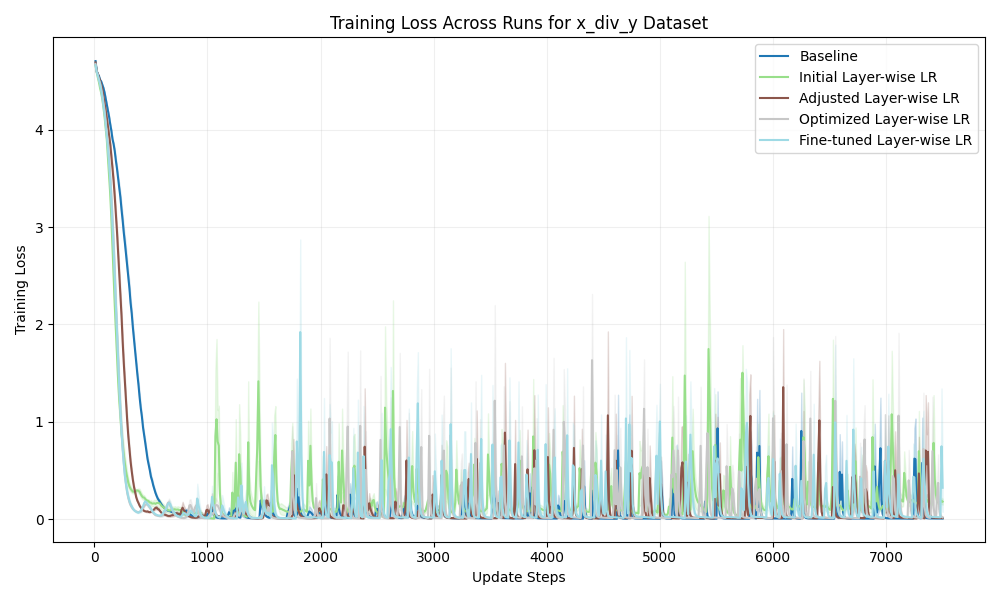 Training Loss Across Runs for x_div_y Dataset
Baseline
Initial Layer-wise LR
Adjusted Layer-wise LR
Optimized Layer-wise LR
Fine-tuned Layer-wise LR
Training Loss
4
3
2
1
0
0 1000 2000 3000 4000 5000 6000 7000
Update Steps